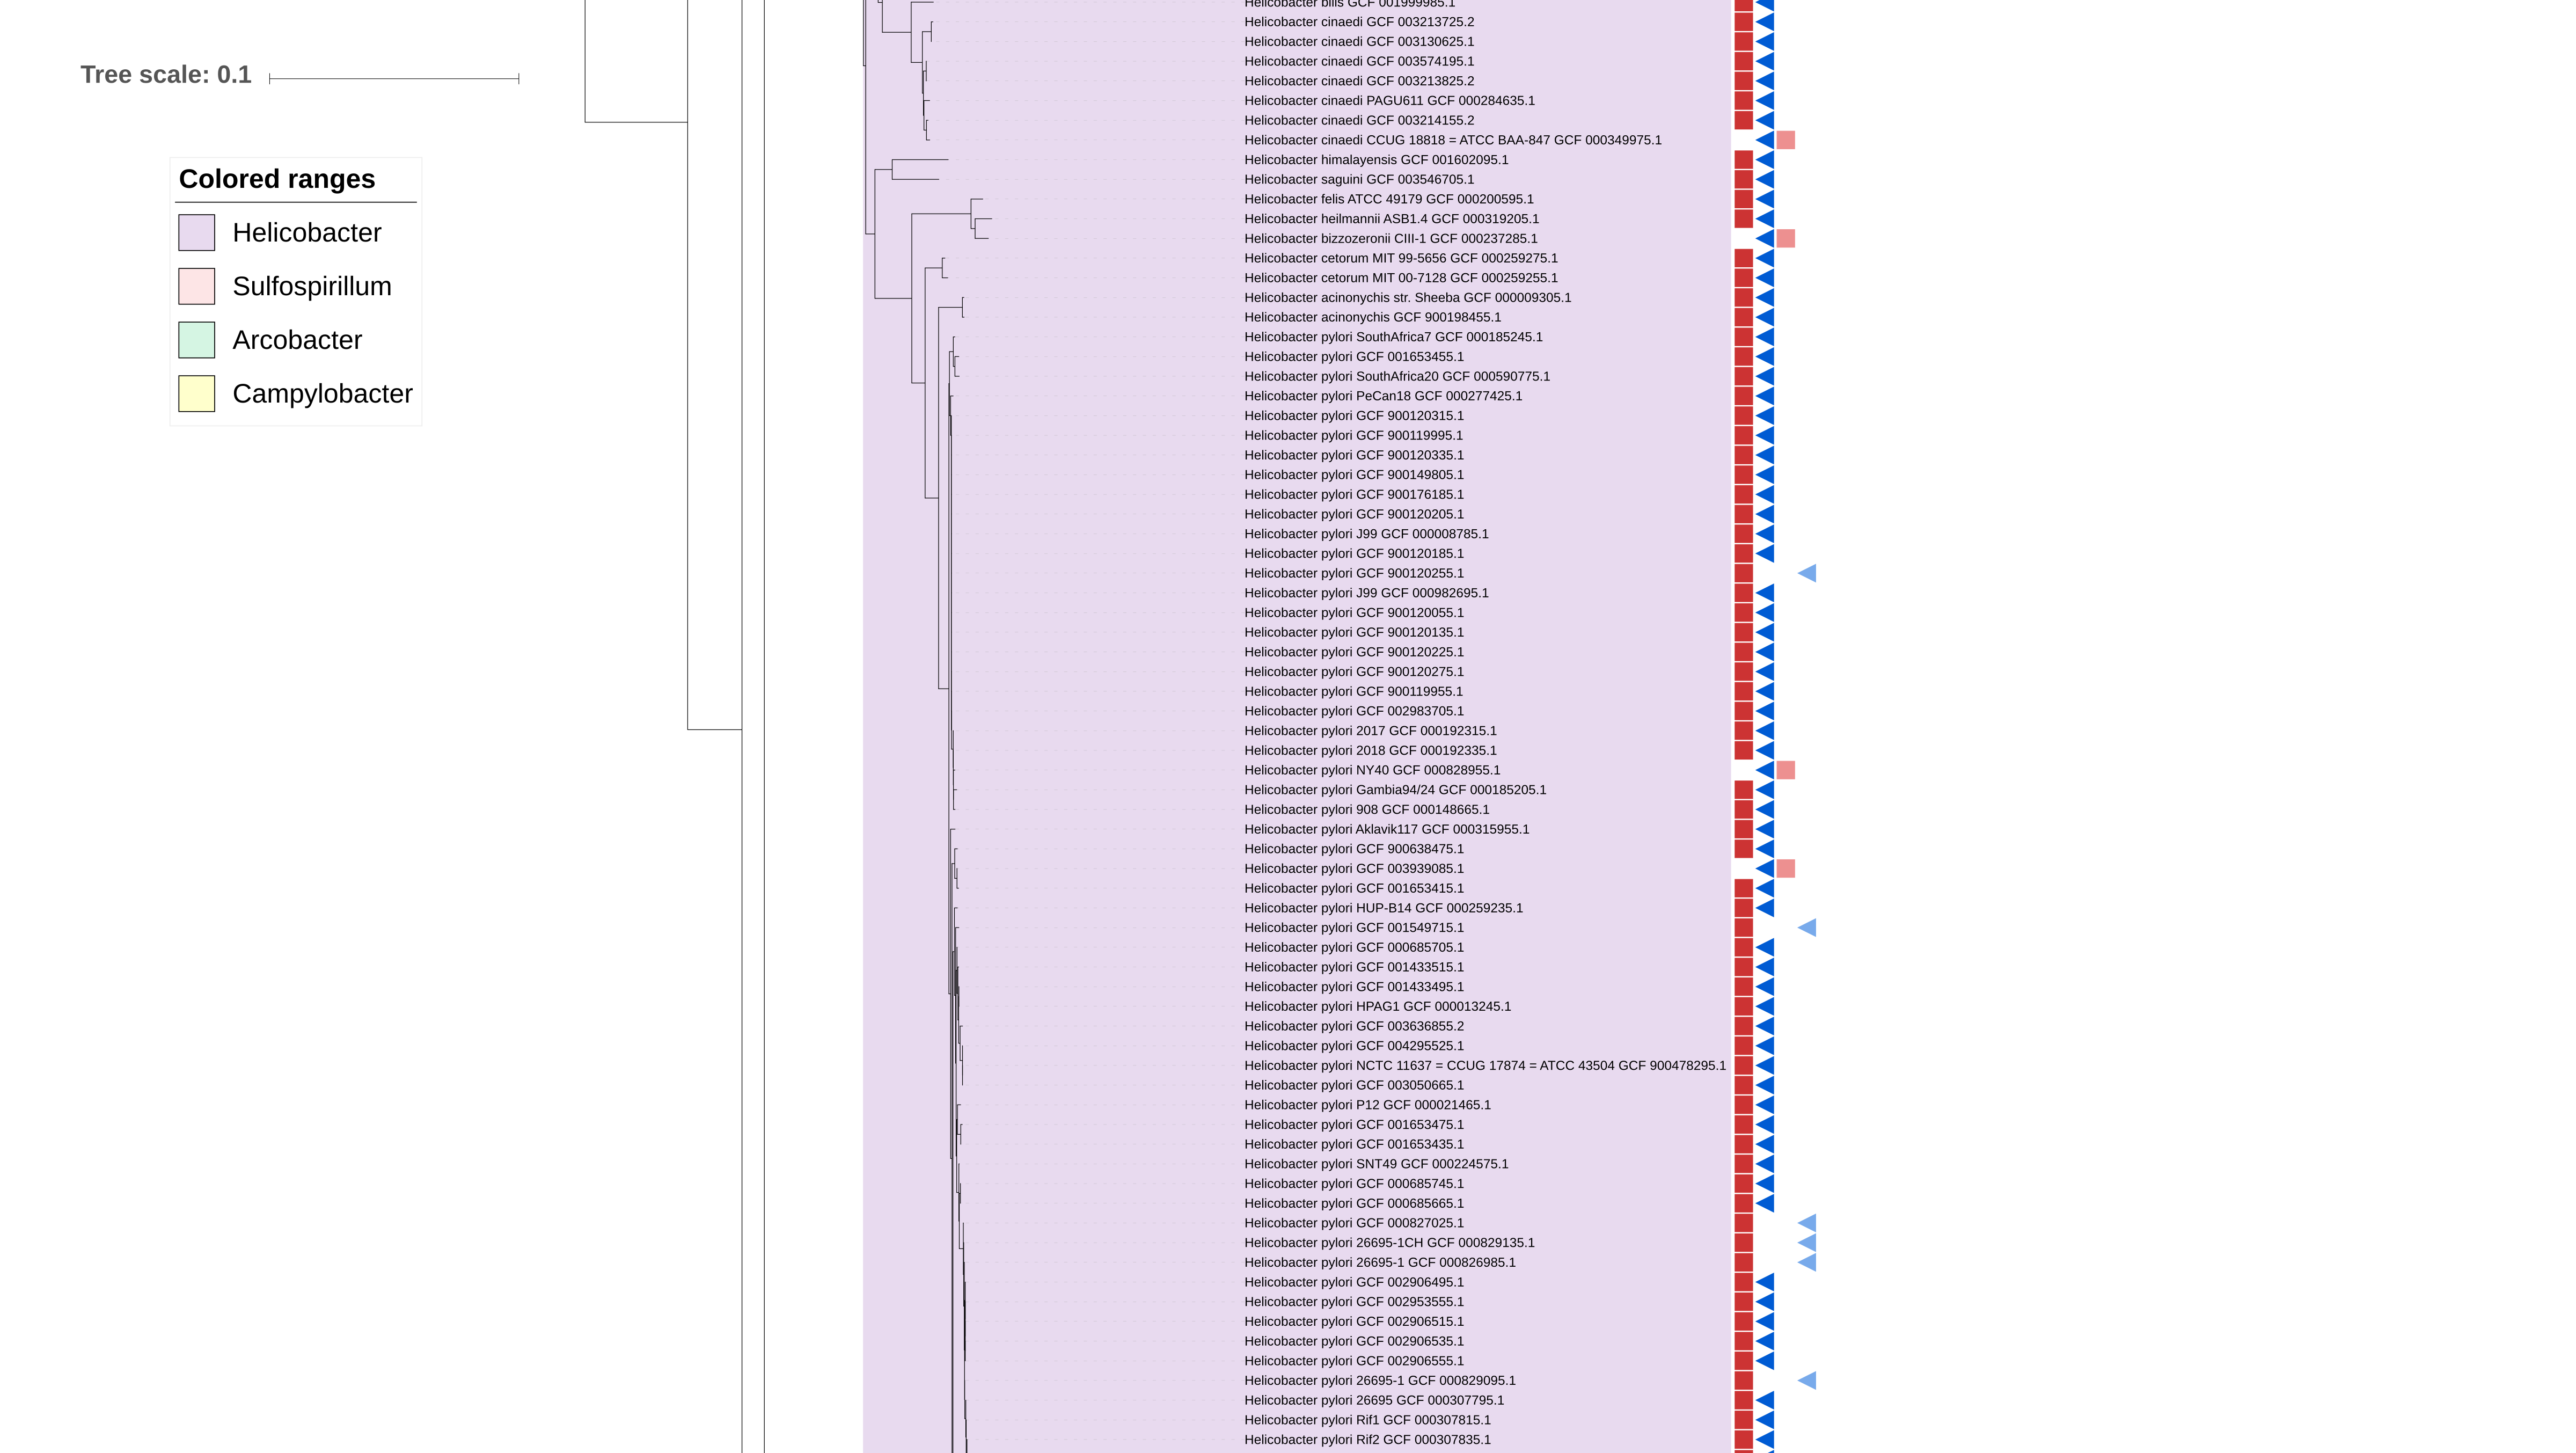 Helicobacter bilis GCF 001999985.1
Helicobacter cinaedi GCF 003213725.2
Helicobacter cinaedi GCF 003130625.1
Helicobacter cinaedi GCF 003574195.1
Helicobacter cinaedi GCF 003213825.2
Helicobacter cinaedi PAGU611 GCF 000284635.1
Helicobacter cinaedi GCF 003214155.2
Helicobacter cinaedi CCUG 18818 = ATCC BAA-847 GCF 000349975.1
Helicobacter himalayensis GCF 001602095.1
Helicobacter saguini GCF 003546705.1
Helicobacter felis ATCC 49179 GCF 000200595.1
Helicobacter heilmannii ASB1.4 GCF 000319205.1
Helicobacter bizzozeronii CIII-1 GCF 000237285.1
Helicobacter cetorum MIT 99-5656 GCF 000259275.1
Helicobacter cetorum MIT 00-7128 GCF 000259255.1
Helicobacter acinonychis str. Sheeba GCF 000009305.1
Helicobacter acinonychis GCF 900198455.1
Helicobacter pylori SouthAfrica7 GCF 000185245.1
Helicobacter pylori GCF 001653455.1
Helicobacter pylori SouthAfrica20 GCF 000590775.1
Helicobacter pylori PeCan18 GCF 000277425.1
Helicobacter pylori GCF 900120315.1
Helicobacter pylori GCF 900119995.1
Helicobacter pylori GCF 900120335.1
Helicobacter pylori GCF 900149805.1
Helicobacter pylori GCF 900176185.1
Helicobacter pylori GCF 900120205.1
Helicobacter pylori J99 GCF 000008785.1
Helicobacter pylori GCF 900120185.1
Helicobacter pylori GCF 900120255.1
Helicobacter pylori J99 GCF 000982695.1
Helicobacter pylori GCF 900120055.1
Helicobacter pylori GCF 900120135.1
Helicobacter pylori GCF 900120225.1
Helicobacter pylori GCF 900120275.1
Helicobacter pylori GCF 900119955.1
Helicobacter pylori GCF 002983705.1
Helicobacter pylori 2017 GCF 000192315.1
Helicobacter pylori 2018 GCF 000192335.1
Helicobacter pylori NY40 GCF 000828955.1
Helicobacter pylori Gambia94/24 GCF 000185205.1
Helicobacter pylori 908 GCF 000148665.1
Helicobacter pylori Aklavik117 GCF 000315955.1
Helicobacter pylori GCF 900638475.1
Helicobacter pylori GCF 003939085.1
Helicobacter pylori GCF 001653415.1
Helicobacter pylori HUP-B14 GCF 000259235.1
Helicobacter pylori GCF 001549715.1
Helicobacter pylori GCF 000685705.1
Helicobacter pylori GCF 001433515.1
Helicobacter pylori GCF 001433495.1
Helicobacter pylori HPAG1 GCF 000013245.1
Helicobacter pylori GCF 003636855.2
Helicobacter pylori GCF 004295525.1
Helicobacter pylori NCTC 11637 = CCUG 17874 = ATCC 43504 GCF 900478295.1
Helicobacter pylori GCF 003050665.1
Helicobacter pylori P12 GCF 000021465.1
Helicobacter pylori GCF 001653475.1
Helicobacter pylori GCF 001653435.1
Helicobacter pylori SNT49 GCF 000224575.1
Helicobacter pylori GCF 000685745.1
Helicobacter pylori GCF 000685665.1
Helicobacter pylori GCF 000827025.1
Helicobacter pylori 26695-1CH GCF 000829135.1
Helicobacter pylori 26695-1 GCF 000826985.1
Helicobacter pylori GCF 002906495.1
Helicobacter pylori GCF 002953555.1
Helicobacter pylori GCF 002906515.1
Helicobacter pylori GCF 002906535.1
Helicobacter pylori GCF 002906555.1
Helicobacter pylori 26695-1 GCF 000829095.1
Helicobacter pylori 26695 GCF 000307795.1
Helicobacter pylori Rif1 GCF 000307815.1
Helicobacter pylori Rif2 GCF 000307835.1
Tree scale: 0.1
Colored ranges
Helicobacter
Sulfospirillum
Arcobacter
Campylobacter